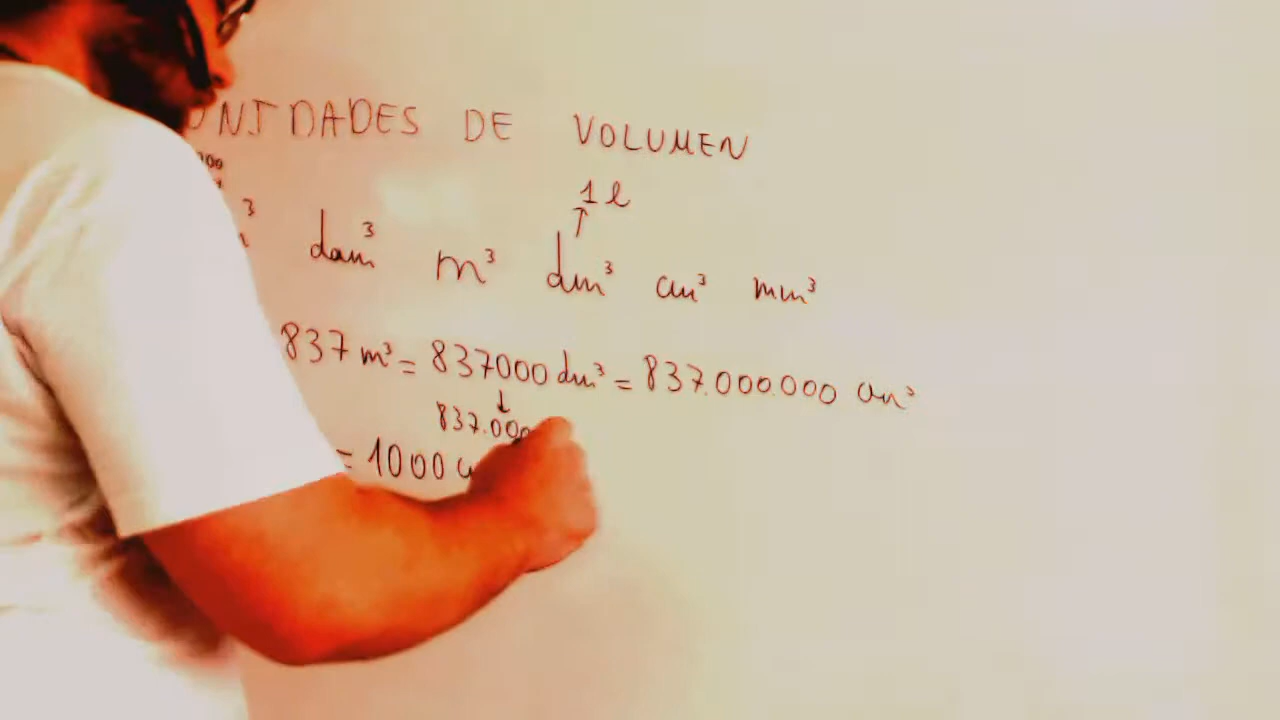 UNIDADES DE VOLUMEN
1 l
dam³ m³ dm³ cm³ mm³
837 m³ = 837000 dm³ = 837.000.000 cm³
837.000
= 1000